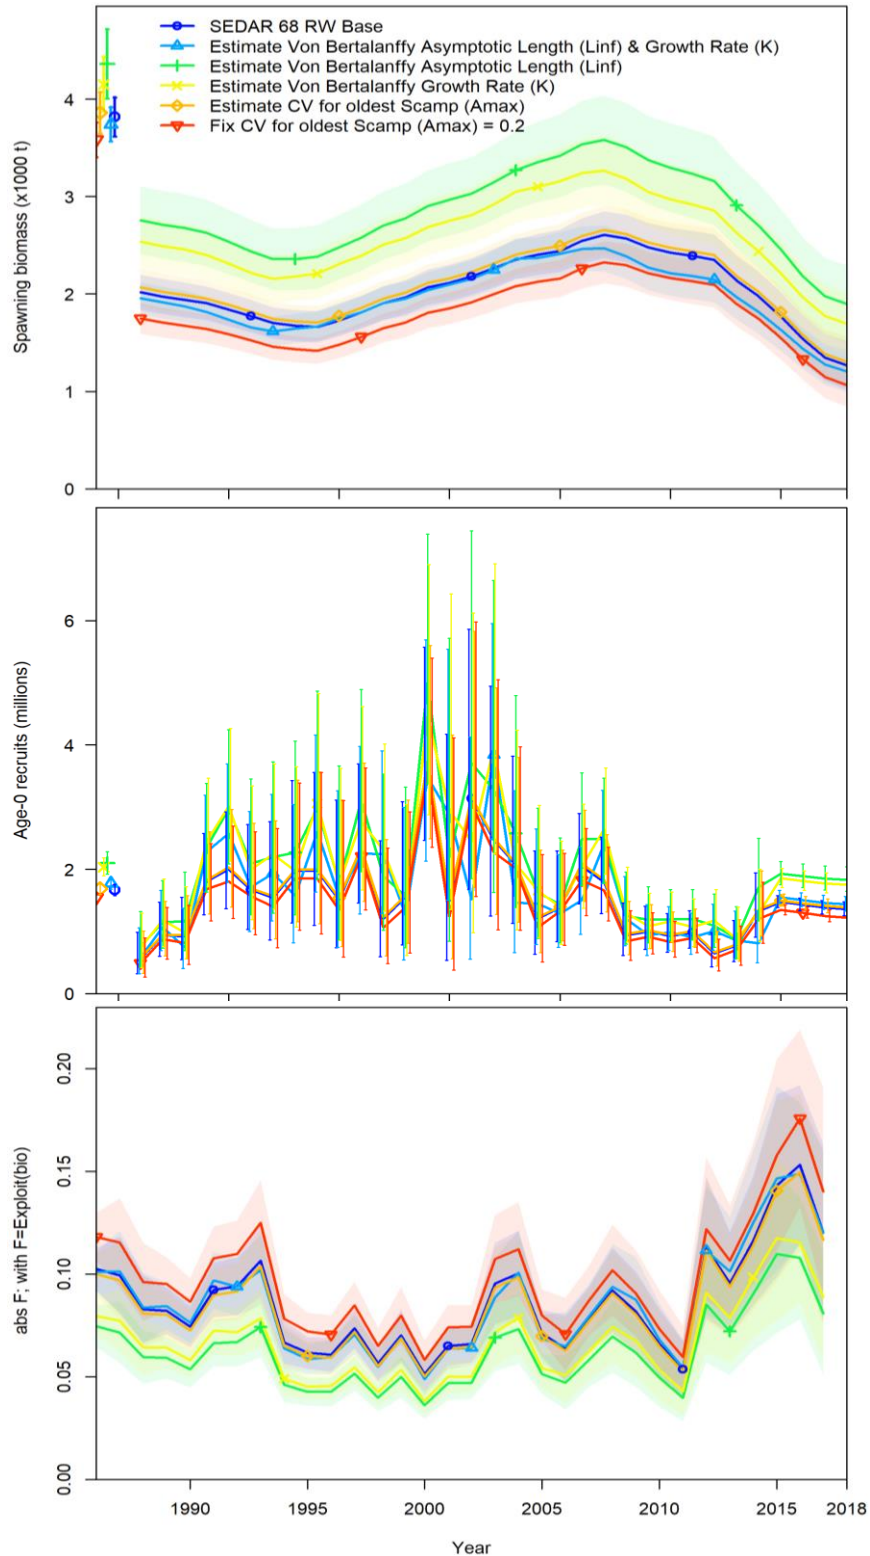 SEDAR 68 RW Base
Estimate Von Bertalanffy Asymptotic Length (Linf) & Growth Rate (K)
Estimate Von Bertalanffy Asymptotic Length (Linf)
Estimate Von Bertalanffy Growth Rate (K)
Estimate CV for oldest Scamp (Amax)
Fix CV for oldest Scamp (Amax) = 0.2
Spawning biomass (x1000 t)
4
3
2
1
0
Age-0 recruits (millions)
6
4
2
0
abs F; with F=Exploit(bio)
0.20
0.15
0.10
0.05
0.00
1990 1995 2000 2005 2010 2015 2018
Year